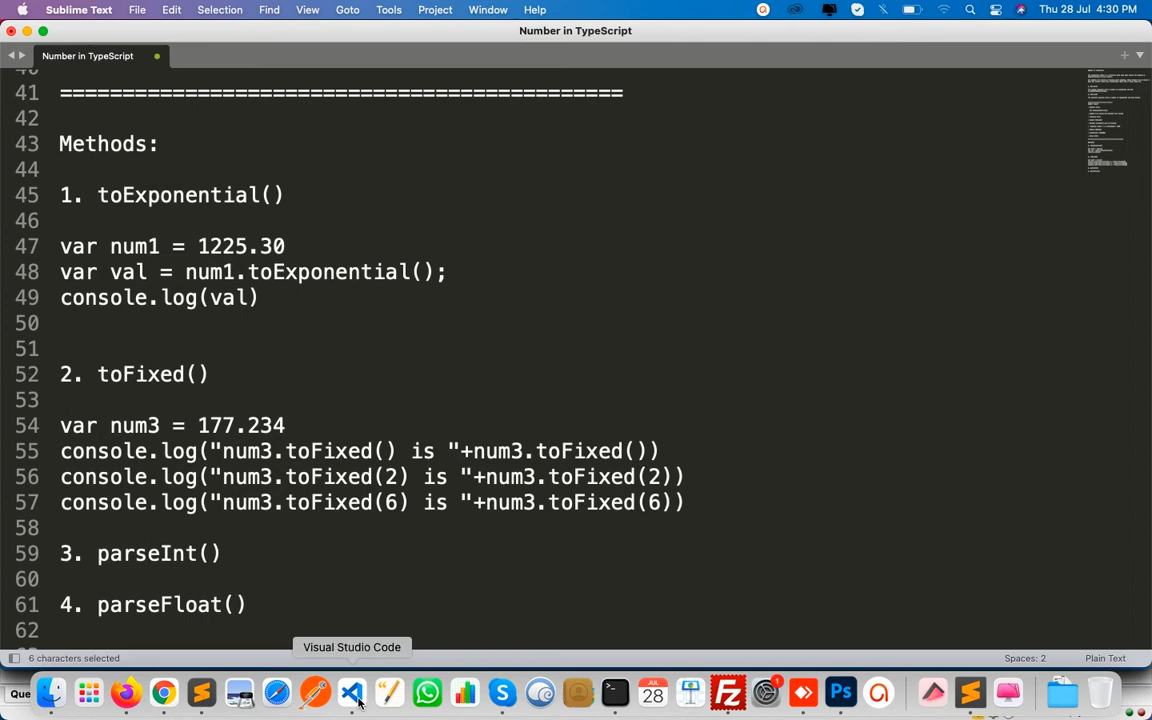 Sublime Text File Edit Selection Find View Goto Tools Project Window Help Thu 28 Jul 4:30 PM
Number in TypeScript
Number in TypeScript
40
41 =============================================
42
43 Methods:
44
45 1. toExponential()
46
47 var num1 = 1225.30
48 var val = num1.toExponential();
49 console.log(val)
50
51
52 2. toFixed()
53
54 var num3 = 177.234
55 console.log("num3.toFixed() is "+num3.toFixed())
56 console.log("num3.toFixed(2) is "+num3.toFixed(2))
57 console.log("num3.toFixed(6) is "+num3.toFixed(6))
58
59 3. parseInt()
60
61 4. parseFloat()
62
Visual Studio Code
6 characters selected Spaces: 2 Plain Text
Que
JUL
28
1